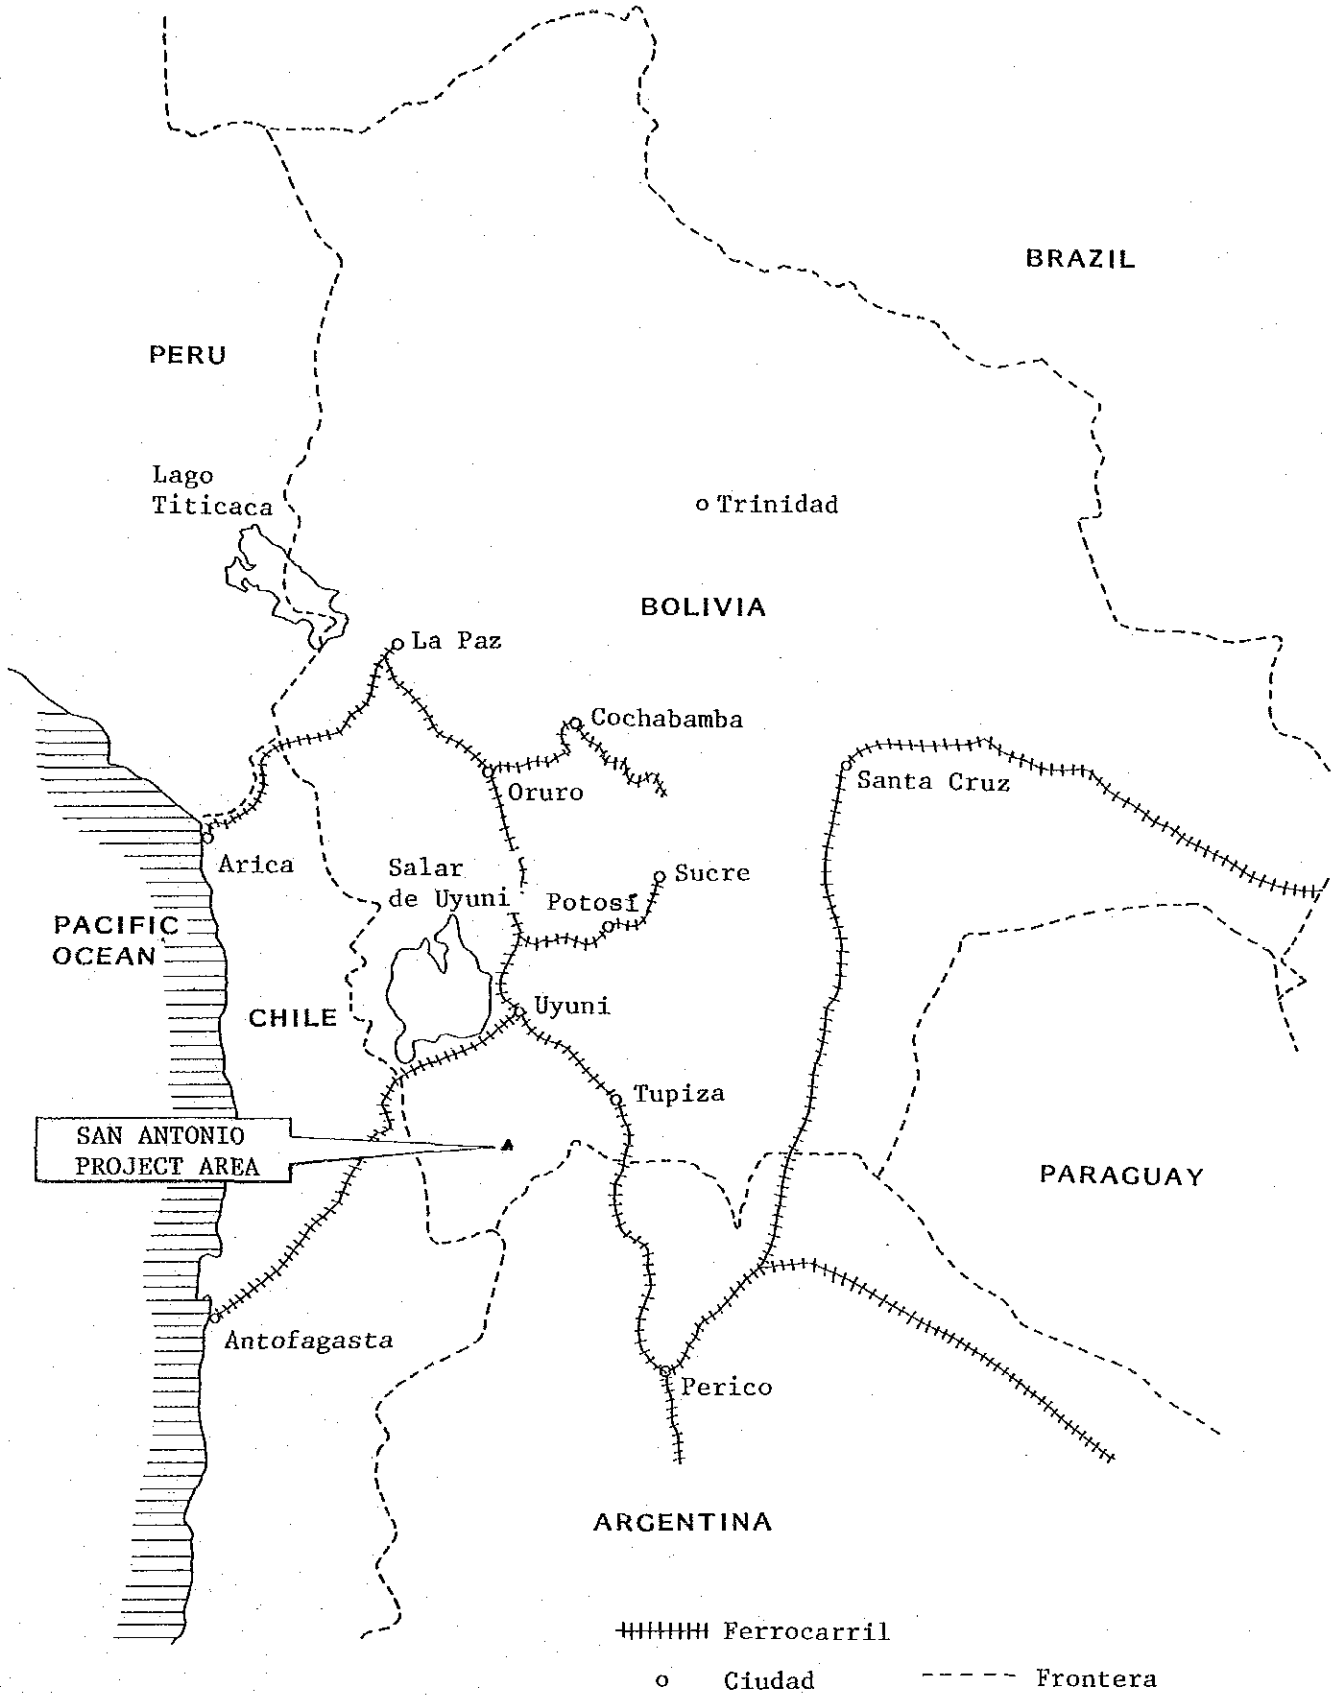 BRAZIL
PERU
Lago
Titicaca
Trinidad
BOLIVIA
La Paz
Cochabamba
Santa Cruz
Oruro
Arica
Salar
de Uyuni
Sucre
Potosí
PACIFIC
OCEAN
CHILE
Uyuni
Tupiza
SAN ANTONIO
PROJECT AREA
PARAGUAY
Antofagasta
Perico
ARGENTINA
Ferrocarril
Ciudad
Frontera